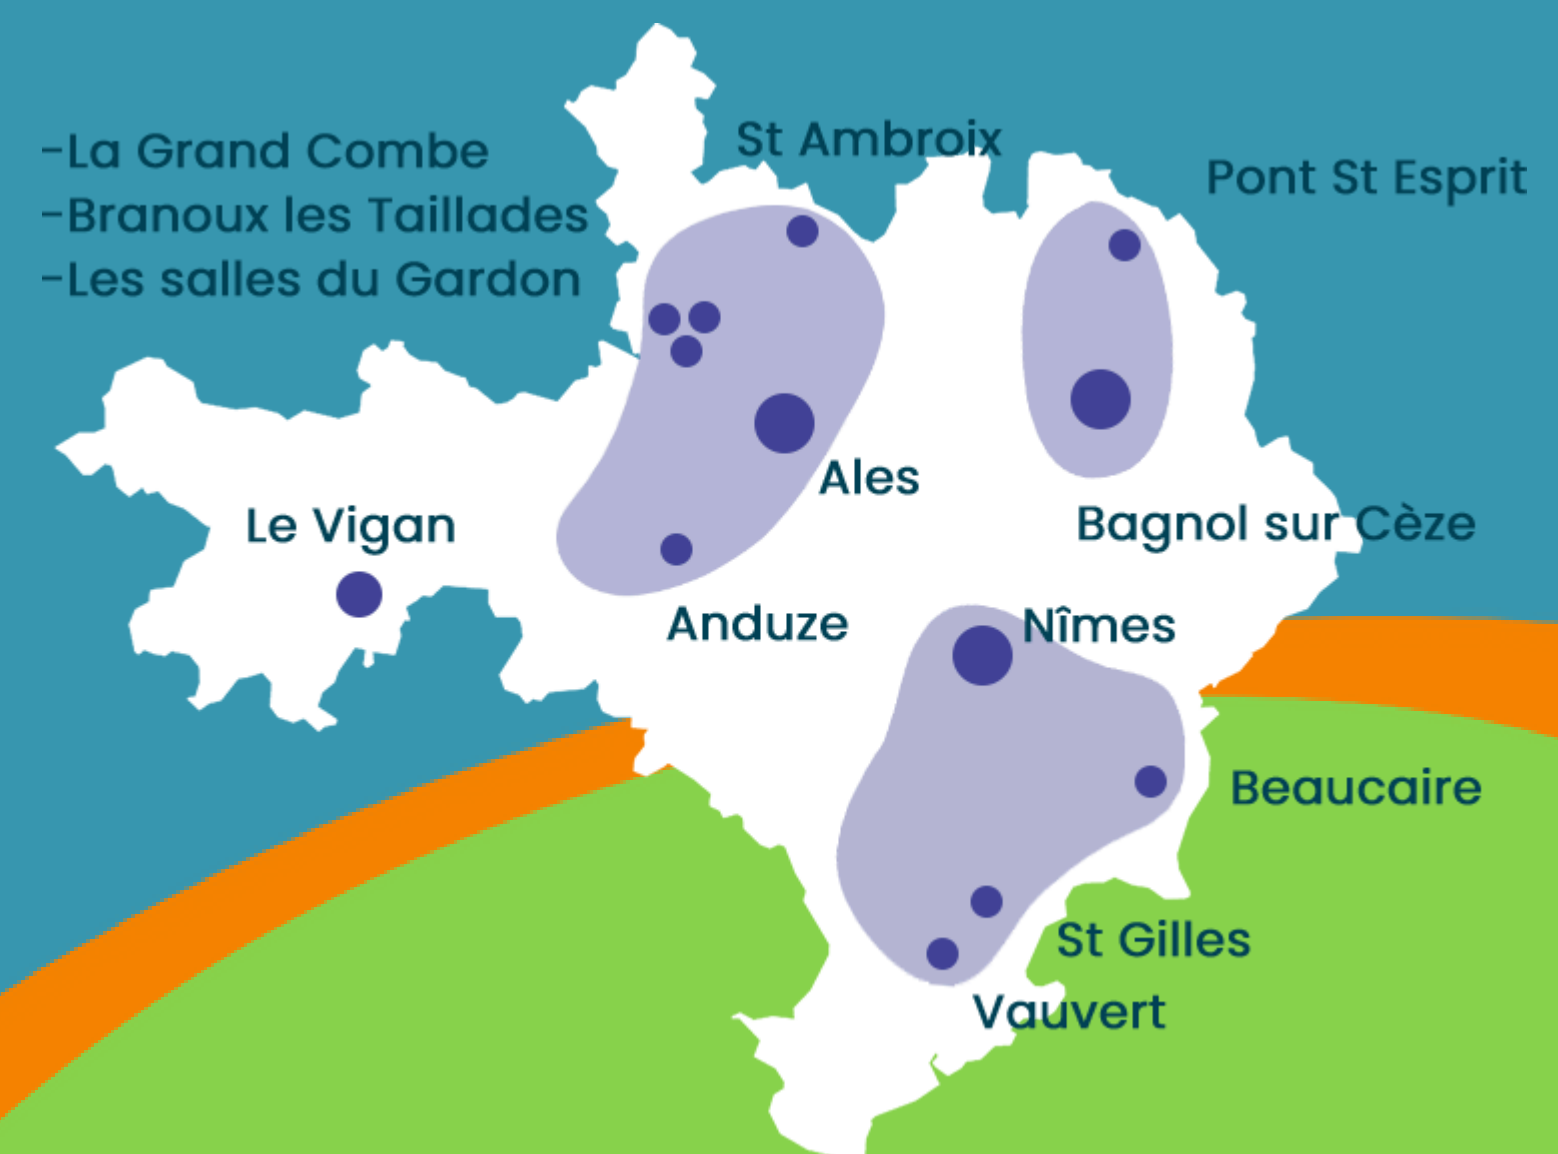 St Ambroix
-La Grand Combe
-Branoux les Taillades
-Les salles du Gardon
Pont St Esprit
Ales
Le Vigan
Bagnol sur Cèze
Anduze
Nîmes
Beaucaire
St Gilles
Vauvert